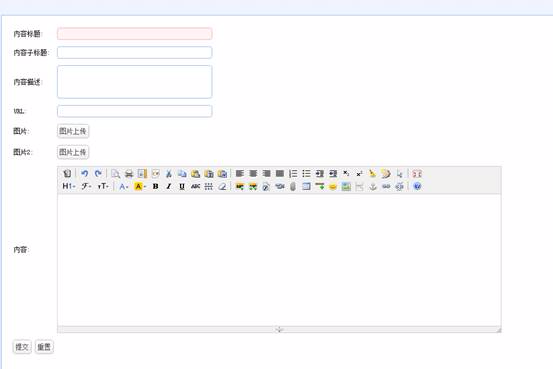 内容标题:
内容子标题:
内容描述:
URL:
图片: 图片上传
图片2: 图片上传
H1
T
A A B I U ABC
内容:
提交 重置